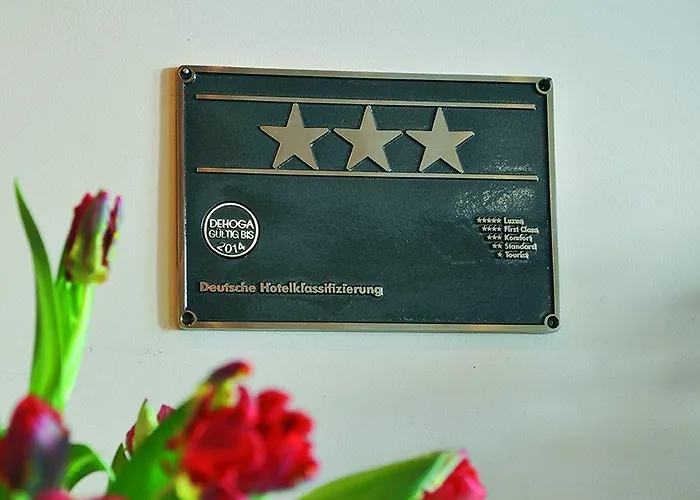 DEHOGA
GÜLTIG BIS
2014
★★★★★ Luxus
★★★★ First Class
★★★ Komfort
★★ Standard
★ Tourist
Deutsche Hotelklassifizierung